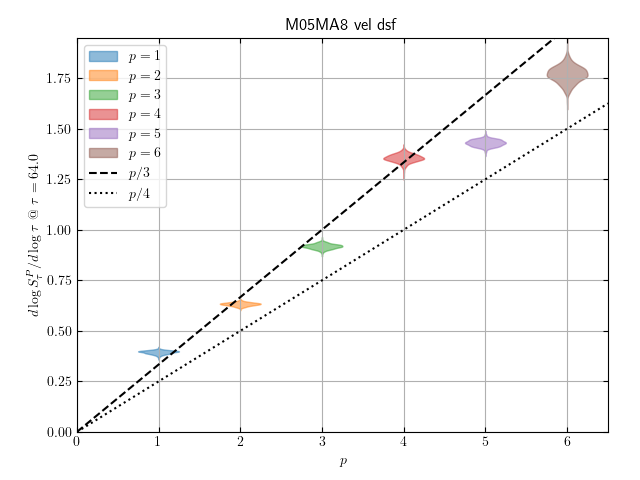 M05MA8 vel dsf
p = 1
p = 2
p = 3
p = 4
p = 5
p = 6
p/3
p/4
d log S_τ^P / d log τ @ τ = 64.0
1.75
1.50
1.25
1.00
0.75
0.50
0.25
0.00
0 1 2 3 4 5 6
p